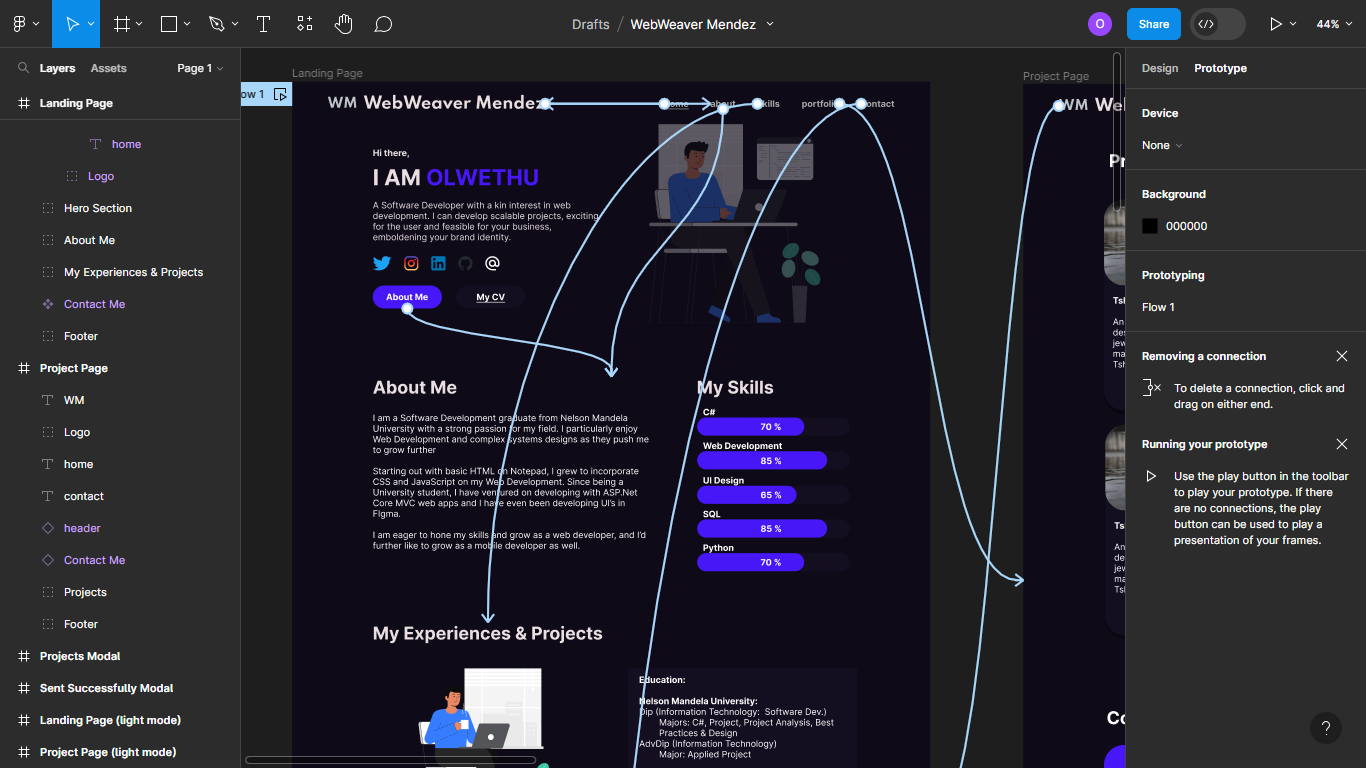 Drafts / WebWeaver Mendez
O
Share
44%
Layers
Assets
Page 1
Landing Page
home
Logo
Hero Section
About Me
My Experiences & Projects
Contact Me
Footer
Project Page
WM
Logo
home
contact
header
Contact Me
Projects
Footer
Projects Modal
Sent Successfully Modal
Landing Page (light mode)
Project Page (light mode)
Landing Page
ow 1
WM WebWeaver Mendez
ome
about
kills
portfoli
ontact
Hi there,
I AM OLWETHU
A Software Developer with a kin interest in web
development. I can develop scalable projects, exciting
for the user and feasible for your business,
emboldening your brand identity.
About Me
My CV
About Me
I am a Software Development graduate from Nelson Mandela
University with a strong passion for my field. I particularly enjoy
Web Development and complex systems designs as they push me
to grow further
Starting out with basic HTML on Notepad, I grew to incorporate
CSS and JavaScript on my Web Development. Since being a
University student, I have ventured on developing with ASP.Net
Core MVC web apps and I have even been developing UI's in
FIgma.
I am eager to hone my skills and grow as a web developer, and I'd
further like to grow as a mobile developer as well.
My Skills
C#
70 %
Web Development
85 %
UI Design
65 %
SQL
85 %
Python
70 %
My Experiences & Projects
Education:
Nelson Mandela University:
Dip (Information Technology: Software Dev.)
Majors: C#, Project, Project Analysis, Best
Practices & Design
AdvDip (Information Technology)
Major: Applied Project
Project Page
WM We
Pr
Tsh
An
des
jew
ma
Tsh
Tsh
An
de
jew
ma
Tsh
Co
Design
Prototype
Device
None
Background
000000
Prototyping
Flow 1
Removing a connection
To delete a connection, click and
drag on either end.
Running your prototype
Use the play button in the toolbar
to play your prototype. If there
are no connections, the play
button can be used to play a
presentation of your frames.
?